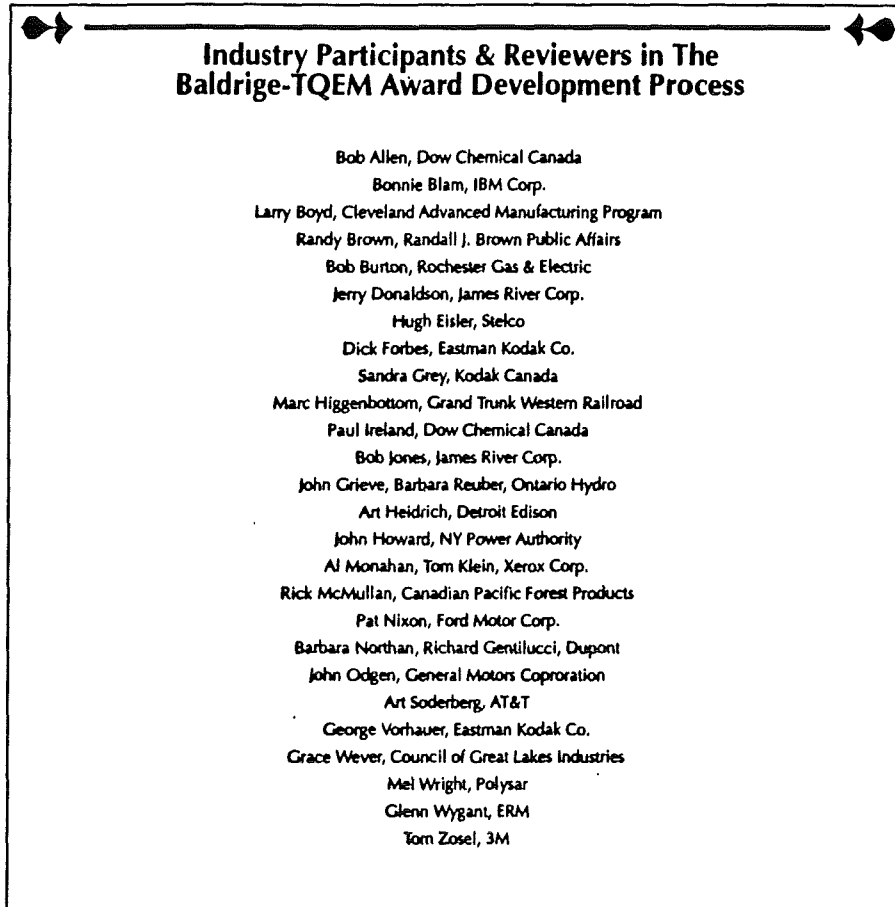 Industry Participants & Reviewers in The
Baldrige-TQEM Award Development Process
Bob Allen, Dow Chemical Canada
Bonnie Blam, IBM Corp.
Larry Boyd, Cleveland Advanced Manufacturing Program
Randy Brown, Randall J. Brown Public Affairs
Bob Burton, Rochester Gas & Electric
Jerry Donaldson, James River Corp.
Hugh Eisler, Stelco
Dick Forbes, Eastman Kodak Co.
Sandra Grey, Kodak Canada
Marc Higgenbottom, Grand Trunk Western Railroad
Paul Ireland, Dow Chemical Canada
Bob Jones, James River Corp.
John Grieve, Barbara Reuber, Ontario Hydro
Art Heidrich, Detroit Edison
John Howard, NY Power Authority
Al Monahan, Tom Klein, Xerox Corp.
Rick McMullan, Canadian Pacific Forest Products
Pat Nixon, Ford Motor Corp.
Barbara Northan, Richard Gentilucci, Dupont
John Odgen, General Motors Coproration
Art Soderberg, AT&T
George Vorhauer, Eastman Kodak Co.
Grace Wever, Council of Great Lakes Industries
Mel Wright, Polysar
Glenn Wygant, ERM
Tom Zosel, 3M